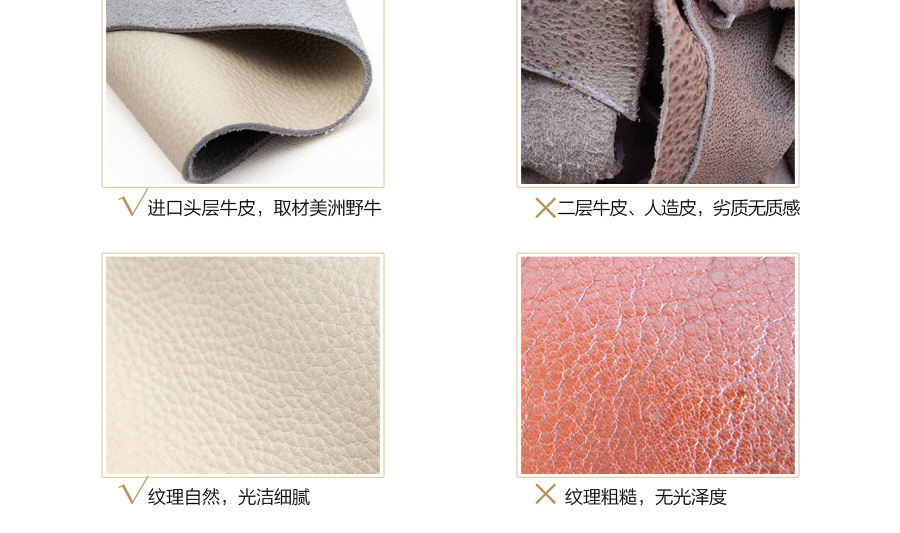 进口头层牛皮，取材美洲野牛
二层牛皮、人造皮，劣质无质感
纹理自然，光洁细腻
纹理粗糙，无光泽度